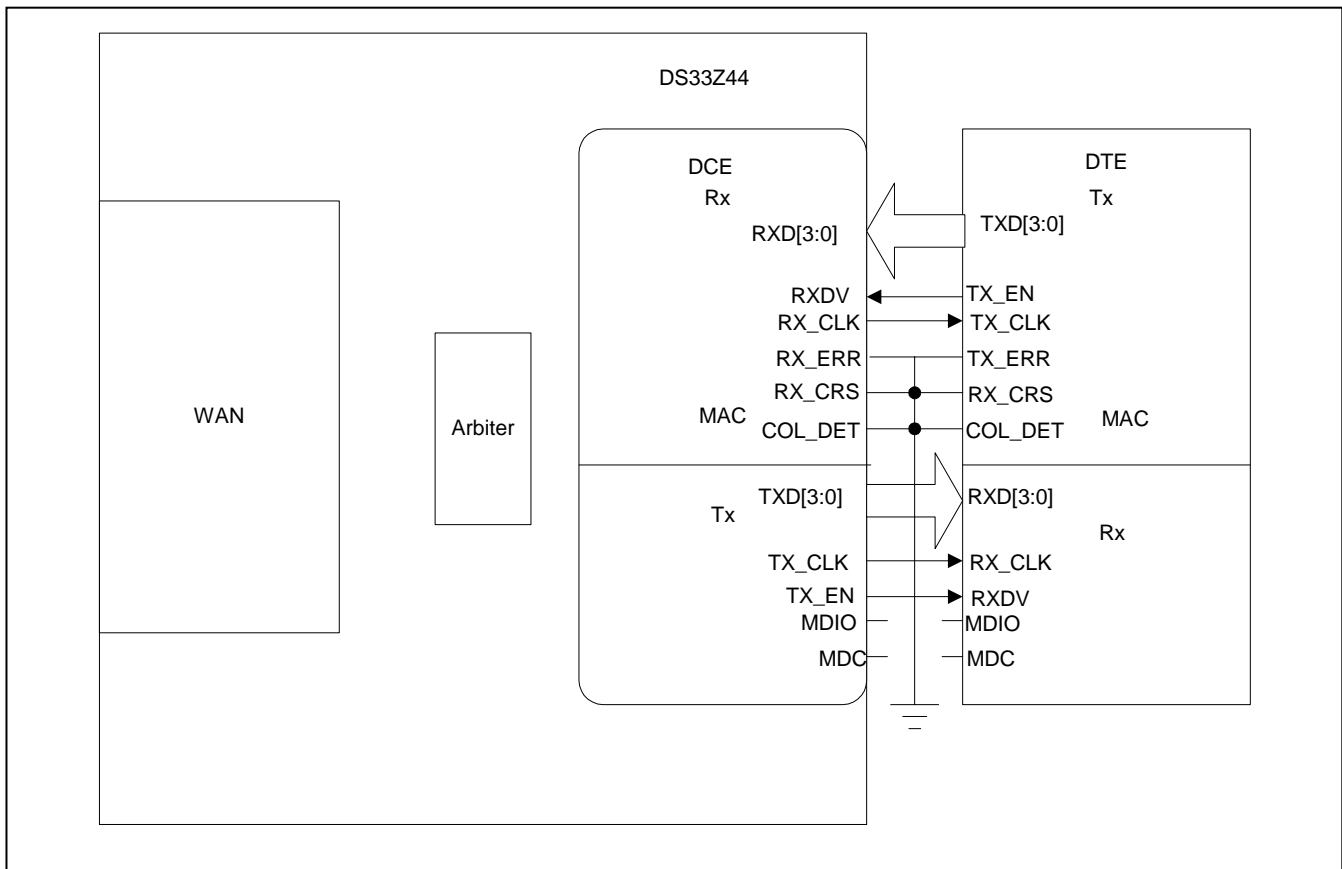 DS33Z44
DCE
Rx
RXD[3:0]
RXDV
RX_CLK
RX_ERR
RX_CRS
MAC
COL_DET
TXD[3:0]
Tx
TX_CLK
TX_EN
MDIO
MDC
WAN
Arbiter
DTE
Tx
TXD[3:0]
TX_EN
TX_CLK
TX_ERR
RX_CRS
MAC
COL_DET
RXD[3:0]
Rx
RX_CLK
RXDV
MDIO
MDC